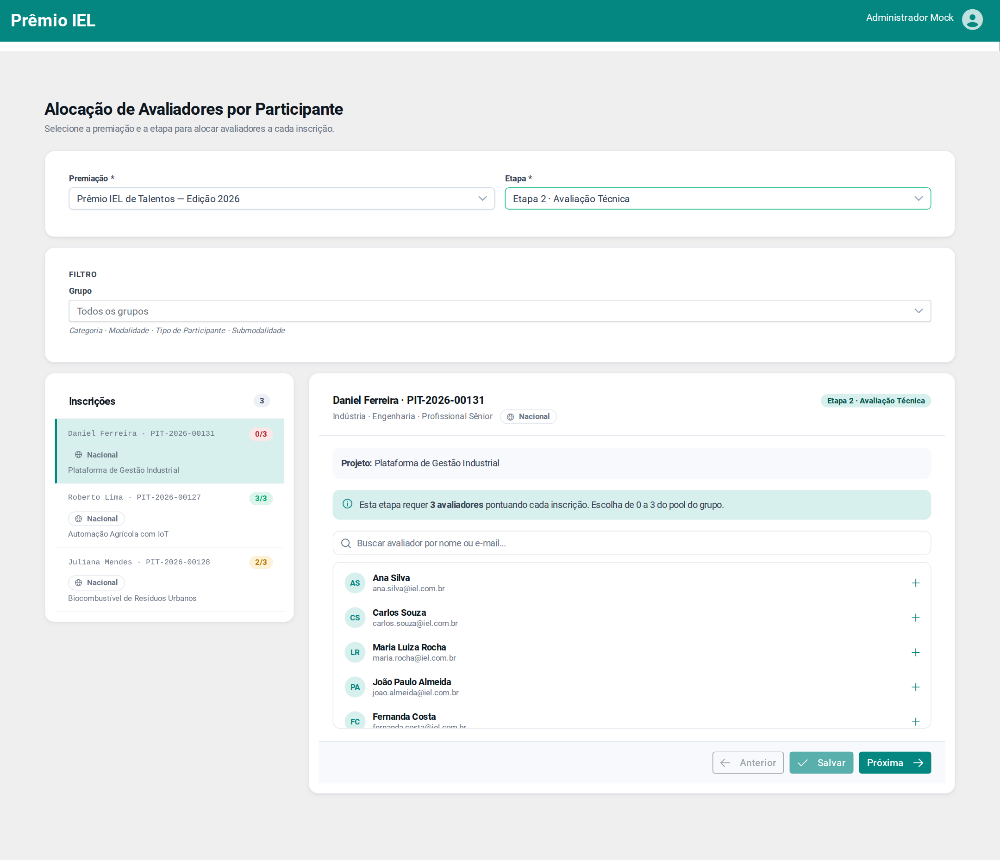 Prêmio IEL
Administrador Mock
Alocação de Avaliadores por Participante
Selecione a premiação e a etapa para alocar avaliadores a cada inscrição.
Premiação *
Etapa *
Prêmio IEL de Talentos — Edição 2026
Etapa 2 · Avaliação Técnica
FILTRO
Grupo
Todos os grupos
Categoria · Modalidade · Tipo de Participante · Submodalidade
Inscrições
3
Daniel Ferreira · PIT-2026-00131
0/3
Nacional
Plataforma de Gestão Industrial
Roberto Lima · PIT-2026-00127
3/3
Nacional
Automação Agrícola com IoT
Juliana Mendes · PIT-2026-00128
2/3
Nacional
Biocombustível de Resíduos Urbanos
Daniel Ferreira · PIT-2026-00131
Etapa 2 · Avaliação Técnica
Indústria · Engenharia · Profissional Sênior
Nacional
Projeto: Plataforma de Gestão Industrial
Esta etapa requer 3 avaliadores pontuando cada inscrição. Escolha de 0 a 3 do pool do grupo.
Buscar avaliador por nome ou e-mail...
AS
Ana Silva
ana.silva@iel.com.br
CS
Carlos Souza
carlos.souza@iel.com.br
LR
Maria Luiza Rocha
maria.rocha@iel.com.br
PA
João Paulo Almeida
joao.almeida@iel.com.br
FC
Fernanda Costa
fernanda.costa@iel.com.br
Anterior
Salvar
Próxima